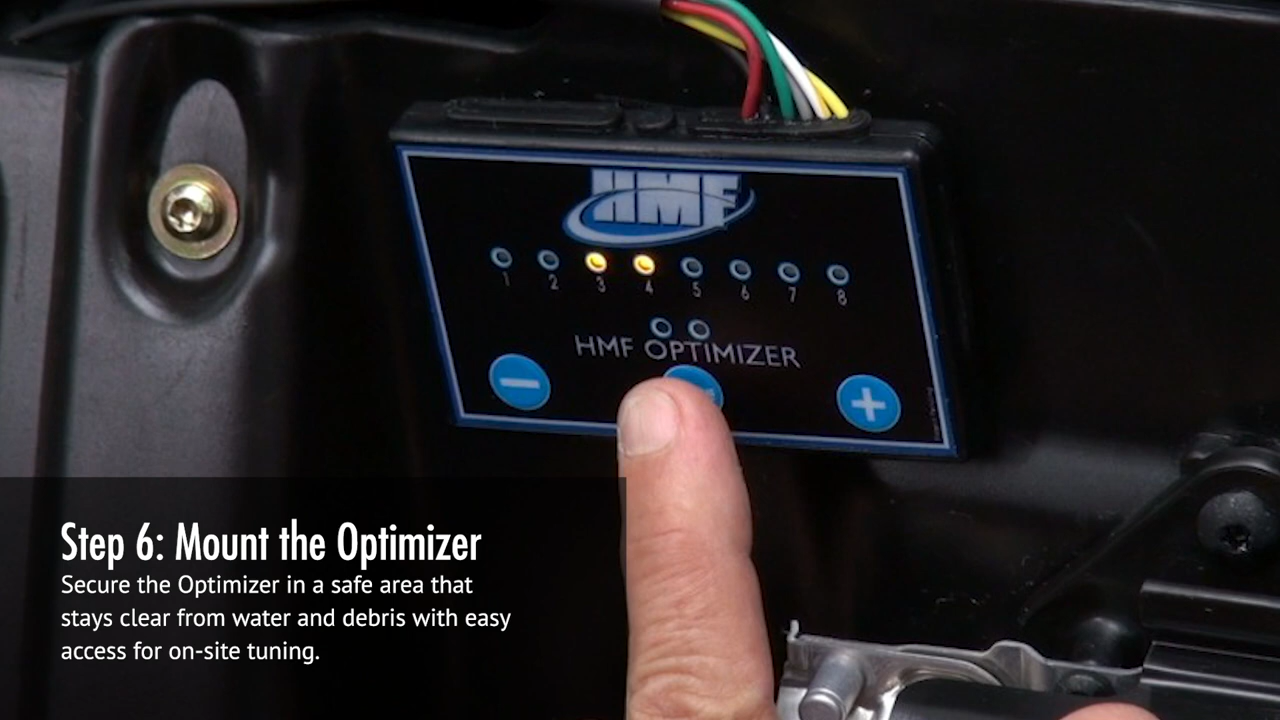 HMF
1 2 3 4 5 6 7 8
HMF OPTIMIZER
Step 6: Mount the Optimizer
Secure the Optimizer in a safe area that
stays clear from water and debris with easy
access for on-site tuning.